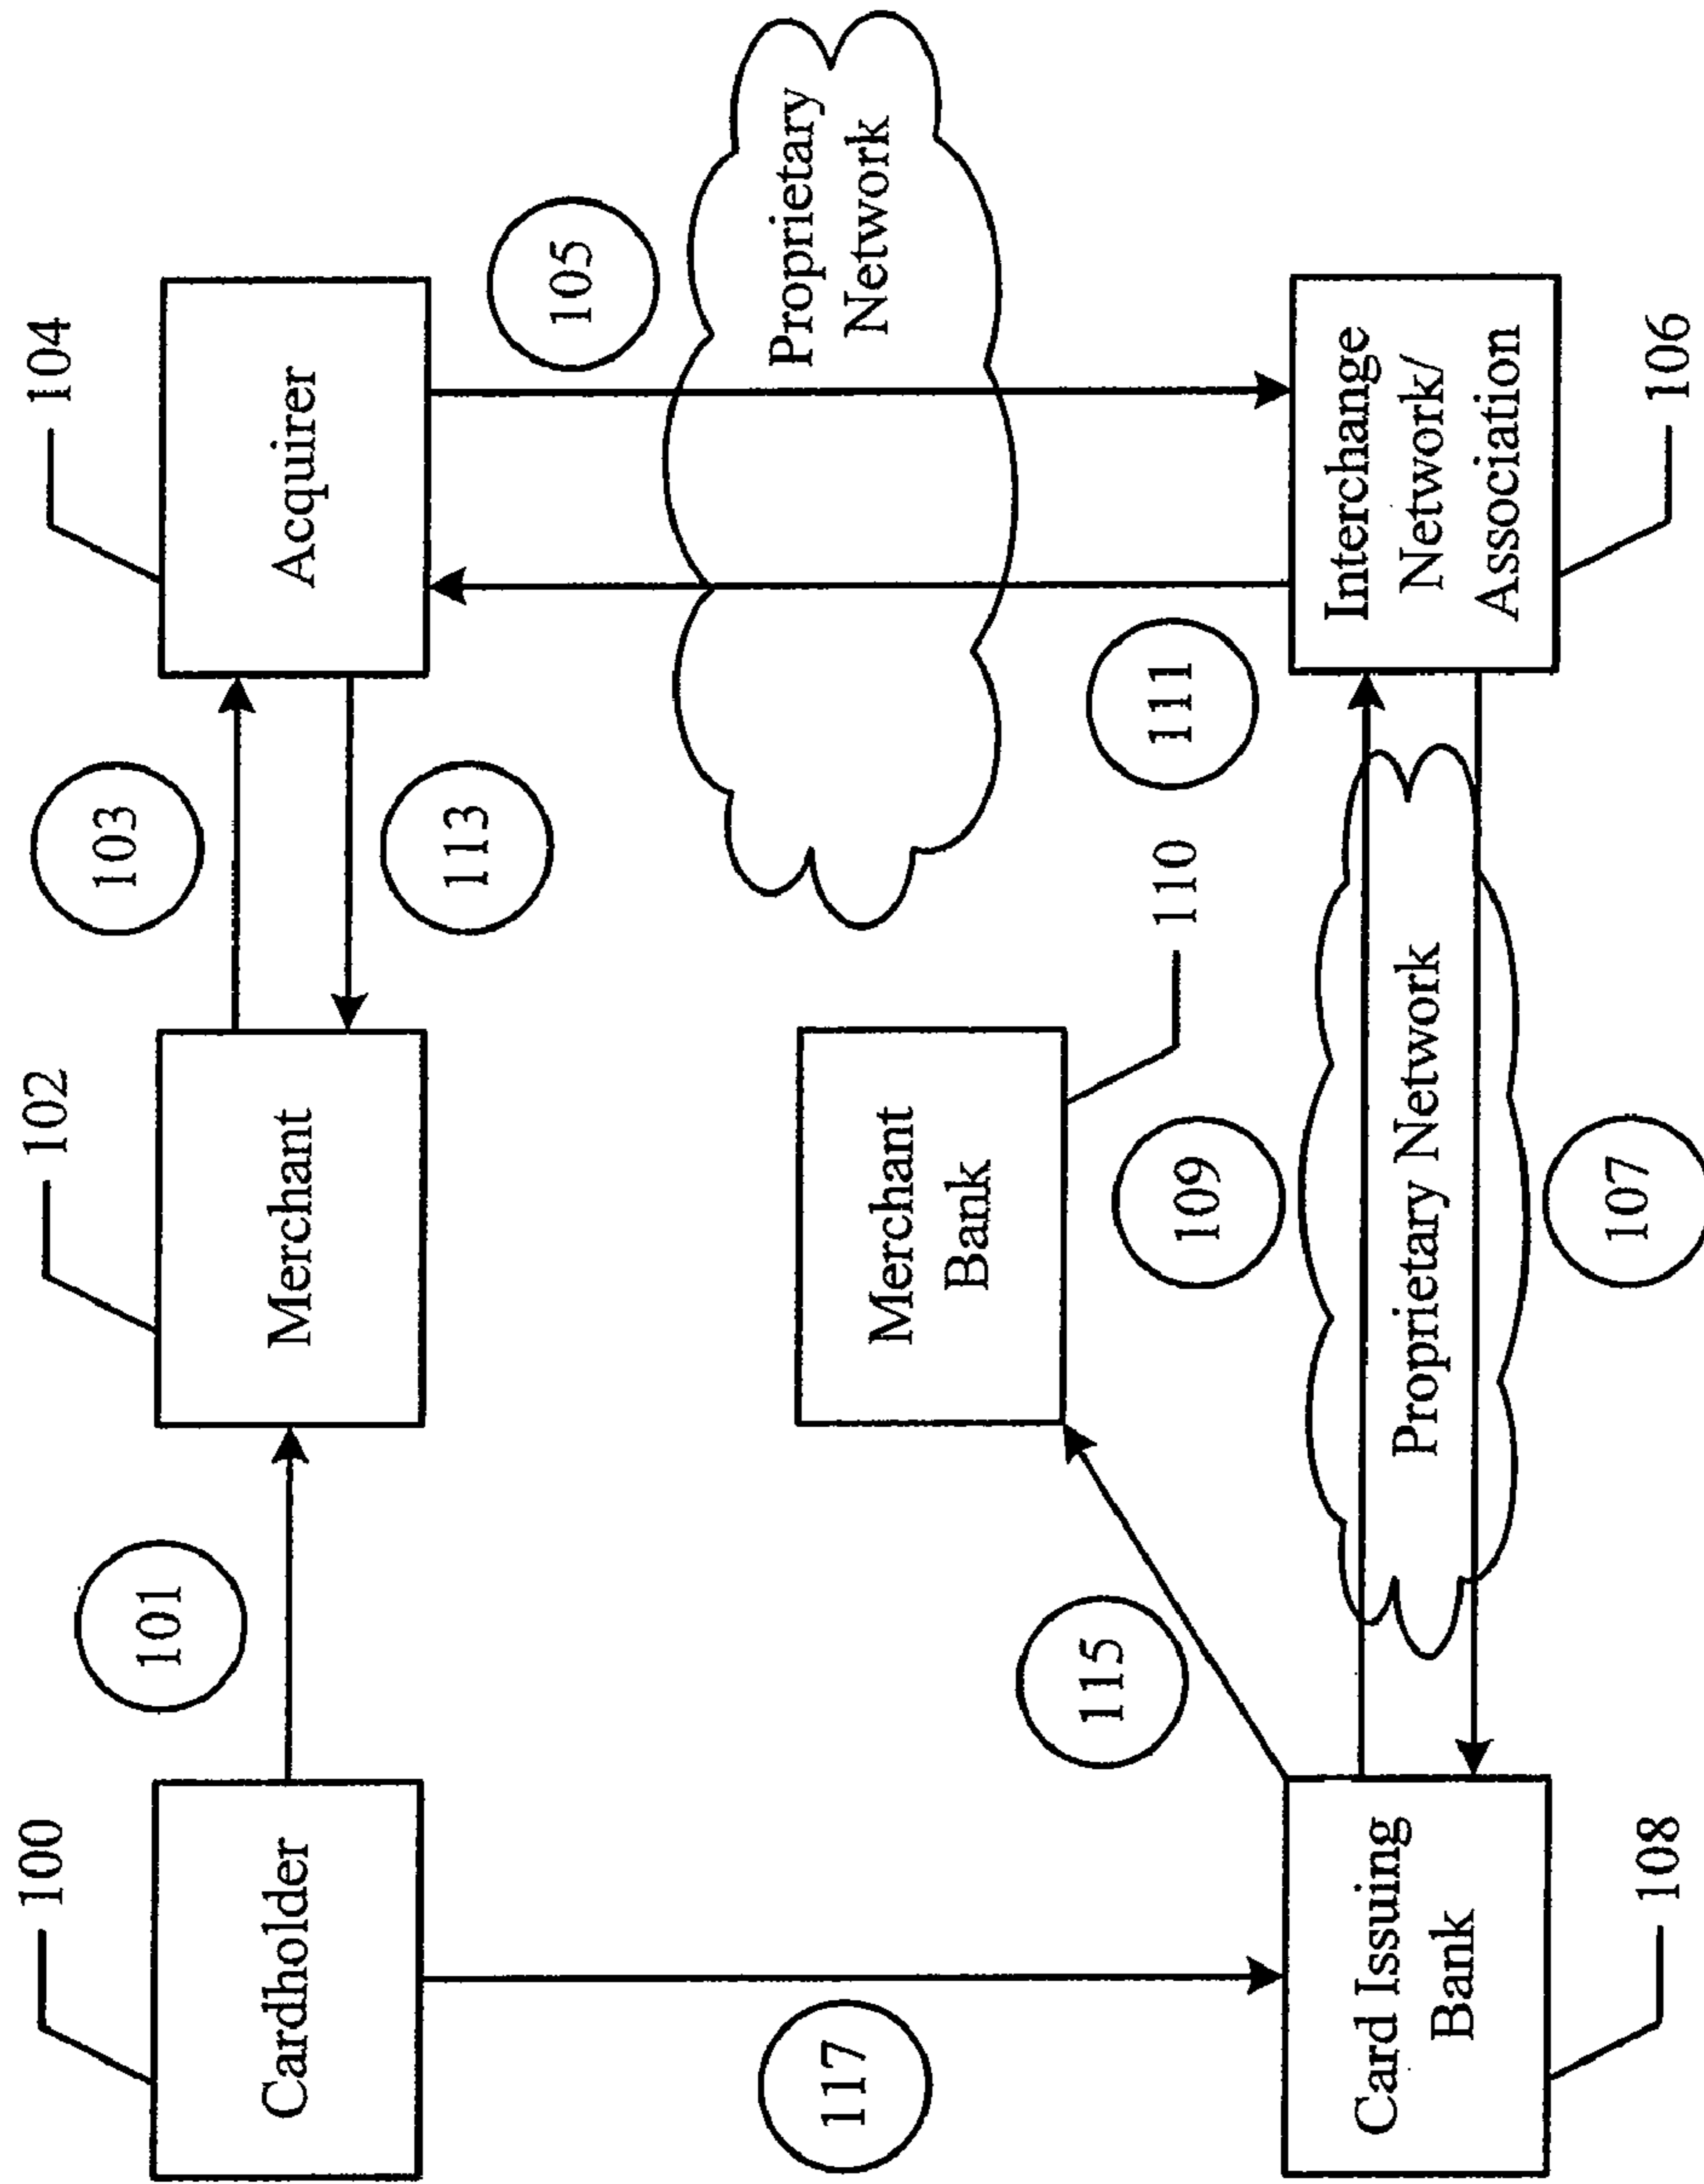 100
102
104
101
103
Cardholder
Merchant
Acquirer
113
105
117
115
Merchant
Bank
110
Proprietary
Network
109
111
Card Issuing
Bank
Proprietary Network
Interchange
Network/
Association
107
108
106